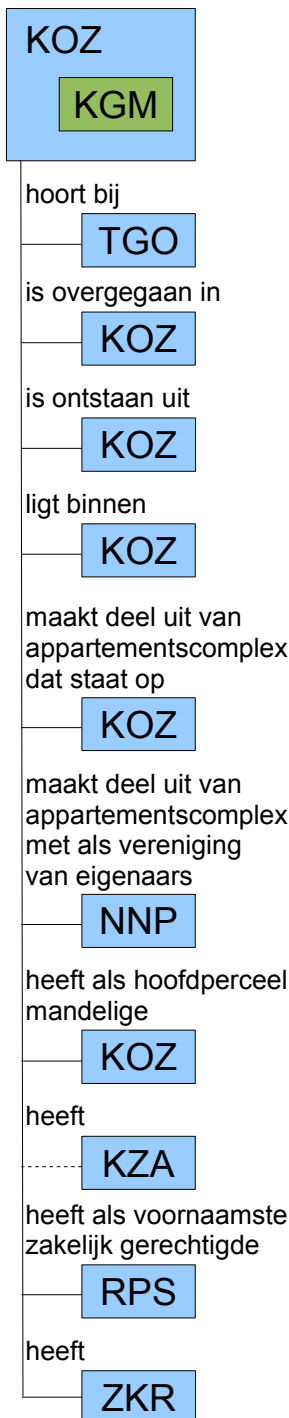 KOZ
KGM
hoort bij
TGO
is overgegaan in
KOZ
is ontstaan uit
KOZ
ligt binnen
KOZ
maakt deel uit van
appartementscomplex
dat staat op
KOZ
maakt deel uit van
appartementscomplex
met als vereniging
van eigenaars
NNP
heeft als hoofdperceel
mandelige
KOZ
heeft
KZA
heeft als voornaamste
zakelijk gerechtigde
RPS
heeft
ZKR